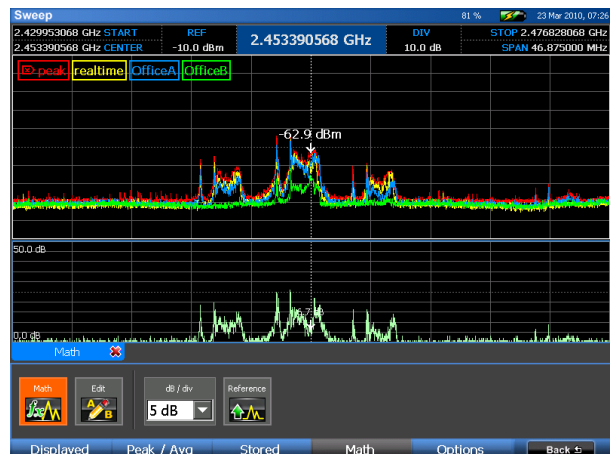 Sweep 81 % 23 Mar 2010, 07:26
2.429953068 GHz START REF 2.453390568 GHz DIV STOP 2.476828068 GHz
2.453390568 GHz CENTER -10.0 dBm 10.0 dB SPAN 46.875000 MHz
peak realtime OfficeA OfficeB
-62.9 dBm
50.0 dB
0.0 dB
Math
Math Edit dB / div Reference
A B 5 dB
Displayed Peak / Avg Stored Math Options Back